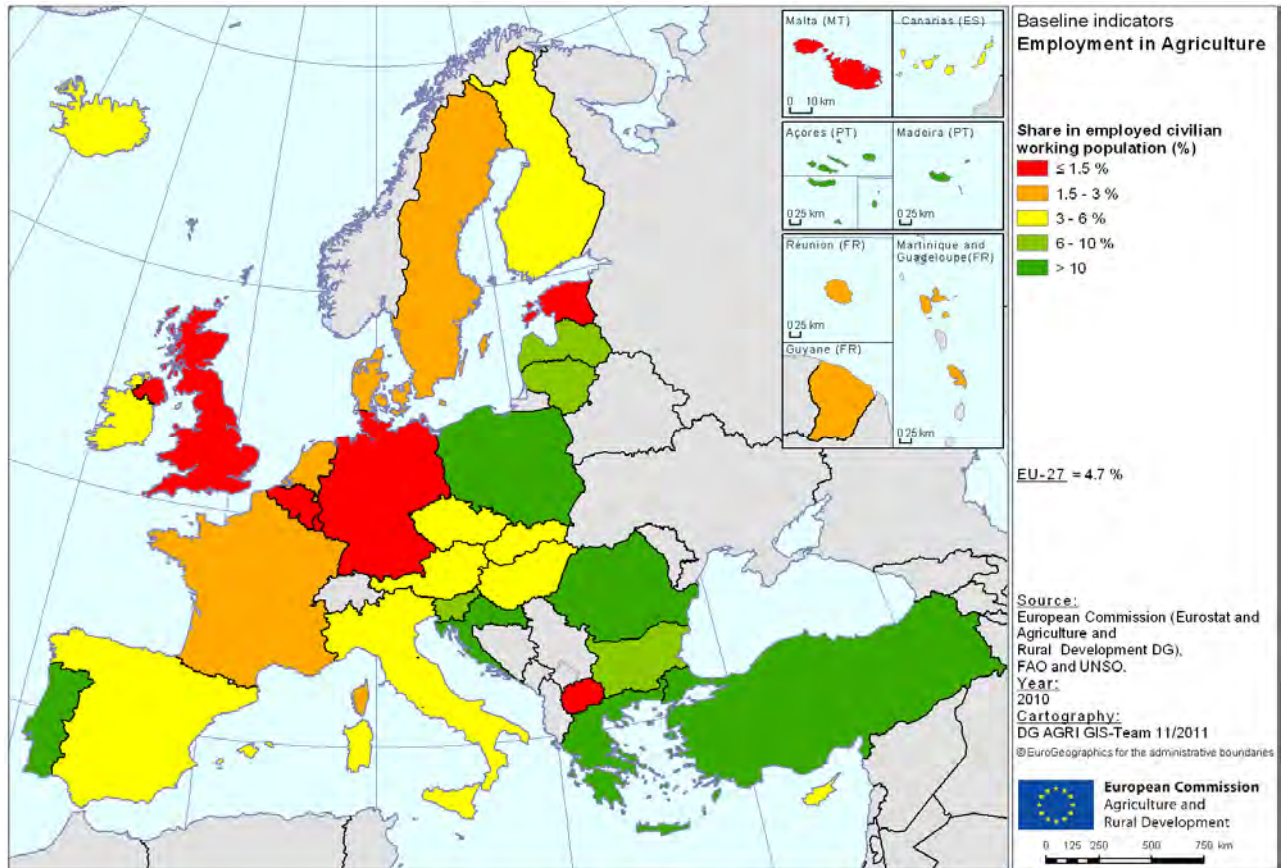 Malta (MT)
0 10 km
Canarias (ES)
Açores (PT)
0 25 km
Madeira (PT)
0 25 km
Réunion (FR)
0 25 km
Martinique and
Guadeloupe(FR)
0 25 km
Guyane (FR)
Baseline indicators
Employment in Agriculture
Share in employed civilian
working population (%)
≤ 1.5 %
1.5 - 3 %
3 - 6 %
6 - 10 %
> 10
EU-27 = 4.7 %
Source:
European Commission (Eurostat and
Agriculture and
Rural Development DG),
FAO and UNSO.
Year:
2010
Cartography:
DG AGRI GIS-Team 11/2011
© EuroGeographics for the administrative boundaries
European Commission
Agriculture and
Rural Development
0 125 250 500 750 km